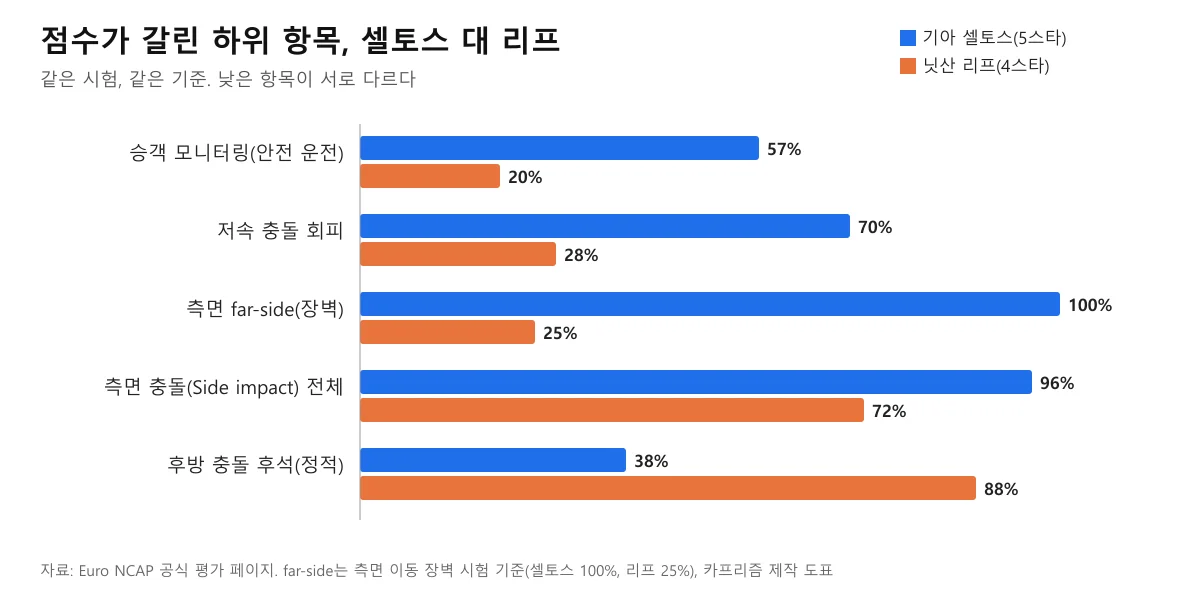 점수가 갈린 하위 항목, 셀토스 대 리프
같은 시험, 같은 기준. 낮은 항목이 서로 다르다
기아 셀토스(5스타)
닛산 리프(4스타)
승객 모니터링(안전 운전)
57%
20%
저속 충돌 회피
70%
28%
측면 far-side(장벽)
100%
25%
측면 충돌(Side impact) 전체
96%
72%
후방 충돌 후석(정적)
38%
88%
자료: Euro NCAP 공식 평가 페이지. far-side는 측면 이동 장벽 시험 기준(셀토스 100%, 리프 25%), 카프리즘 제작 도표